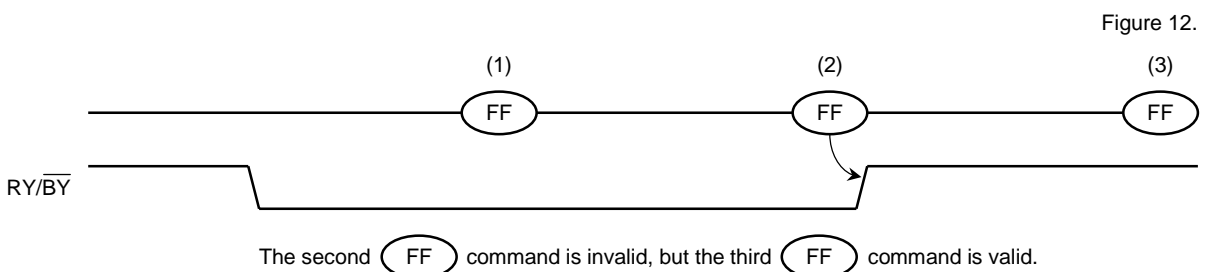 Figure 12.
(1) (2) (3)
FF FF FF
RY/B̅Y̅
The second FF command is invalid, but the third FF command is valid.